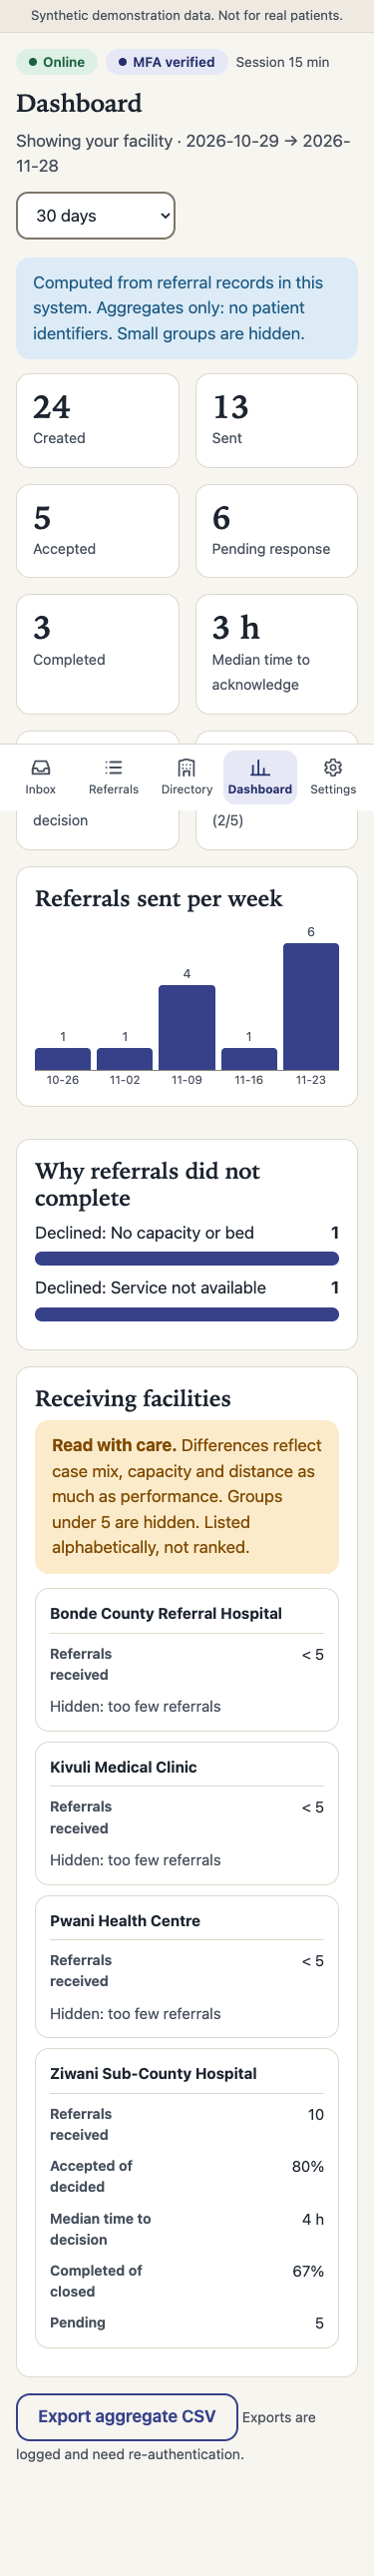 Synthetic demonstration data. Not for real patients.
Online
MFA verified
Session 15 min
Dashboard
Showing your facility · 2026-10-29 → 2026-
11-28
30 days
Computed from referral records in this
system. Aggregates only: no patient
identifiers. Small groups are hidden.
24
Created
13
Sent
5
Accepted
6
Pending response
3
Completed
3 h
Median time to
acknowledge
Inbox
Referrals
Directory
Dashboard
Settings
decision
(2/5)
Referrals sent per week
1
1
4
1
6
10-26
11-02
11-09
11-16
11-23
Why referrals did not
complete
Declined: No capacity or bed 1
Declined: Service not available 1
Receiving facilities
Read with care. Differences reflect
case mix, capacity and distance as
much as performance. Groups
under 5 are hidden. Listed
alphabetically, not ranked.
Bonde County Referral Hospital
Referrals
received
< 5
Hidden: too few referrals
Kivuli Medical Clinic
Referrals
received
< 5
Hidden: too few referrals
Pwani Health Centre
Referrals
received
< 5
Hidden: too few referrals
Ziwani Sub-County Hospital
Referrals
received
10
Accepted of
decided
80%
Median time to
decision
4 h
Completed of
closed
67%
Pending
5
Export aggregate CSV
Exports are
logged and need re-authentication.